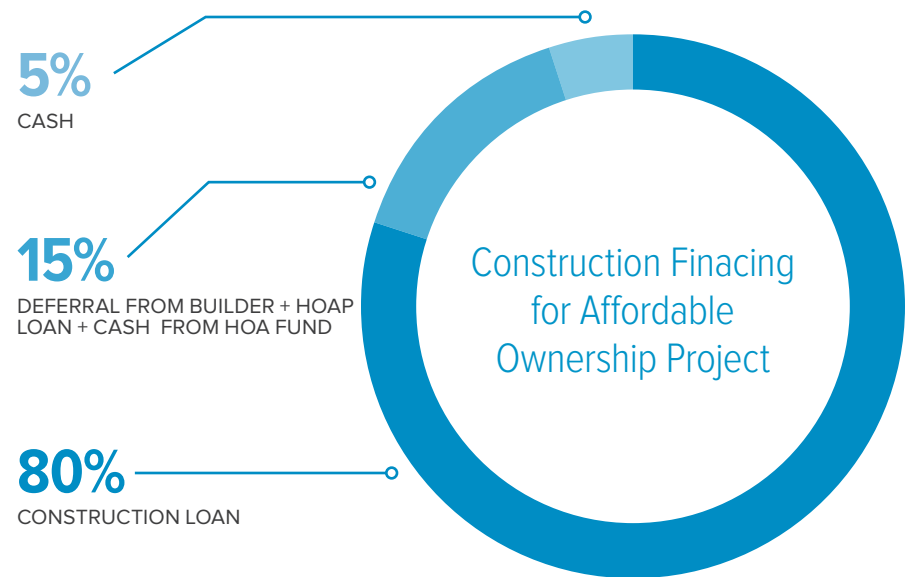 5%
CASH
15%
DEFERRAL FROM BUILDER + HOAP
LOAN + CASH FROM HOA FUND
80%
CONSTRUCTION LOAN
Construction Finacing
for Affordable
Ownership Project